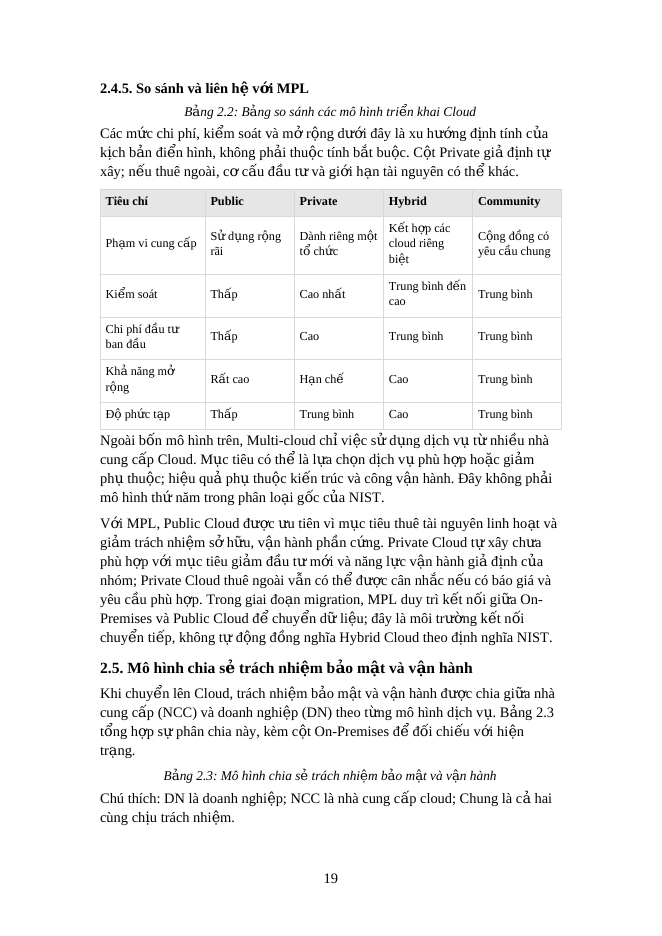 2.4.5. So sánh và liên hệ với MPL
Bảng 2.2: Bảng so sánh các mô hình triển khai Cloud
Các mức chi phí, kiểm soát và mở rộng dưới đây là xu hướng định tính của
kịch bản điển hình, không phải thuộc tính bắt buộc. Cột Private giả định tự
xây; nếu thuê ngoài, cơ cấu đầu tư và giới hạn tài nguyên có thể khác.
Tiêu chí Public Private Hybrid Community
Phạm vi cung cấp Sử dụng rộng rãi Dành riêng một tổ chức Kết hợp các cloud riêng biệt Cộng đồng có yêu cầu chung
Kiểm soát Thấp Cao nhất Trung bình đến cao Trung bình
Chi phí đầu tư ban đầu Thấp Cao Trung bình Trung bình
Khả năng mở rộng Rất cao Hạn chế Cao Trung bình
Độ phức tạp Thấp Trung bình Cao Trung bình
Ngoài bốn mô hình trên, Multi-cloud chỉ việc sử dụng dịch vụ từ nhiều nhà
cung cấp Cloud. Mục tiêu có thể là lựa chọn dịch vụ phù hợp hoặc giảm
phụ thuộc; hiệu quả phụ thuộc kiến trúc và công vận hành. Đây không phải
mô hình thứ năm trong phân loại gốc của NIST.
Với MPL, Public Cloud được ưu tiên vì mục tiêu thuê tài nguyên linh hoạt và
giảm trách nhiệm sở hữu, vận hành phần cứng. Private Cloud tự xây chưa
phù hợp với mục tiêu giảm đầu tư mới và năng lực vận hành giả định của
nhóm; Private Cloud thuê ngoài vẫn có thể được cân nhắc nếu có báo giá và
yêu cầu phù hợp. Trong giai đoạn migration, MPL duy trì kết nối giữa On-
Premises và Public Cloud để chuyển dữ liệu; đây là môi trường kết nối
chuyển tiếp, không tự động đồng nghĩa Hybrid Cloud theo định nghĩa NIST.
2.5. Mô hình chia sẻ trách nhiệm bảo mật và vận hành
Khi chuyển lên Cloud, trách nhiệm bảo mật và vận hành được chia giữa nhà
cung cấp (NCC) và doanh nghiệp (DN) theo từng mô hình dịch vụ. Bảng 2.3
tổng hợp sự phân chia này, kèm cột On-Premises để đối chiếu với hiện
trạng.
Bảng 2.3: Mô hình chia sẻ trách nhiệm bảo mật và vận hành
Chú thích: DN là doanh nghiệp; NCC là nhà cung cấp cloud; Chung là cả hai
cùng chịu trách nhiệm.
19